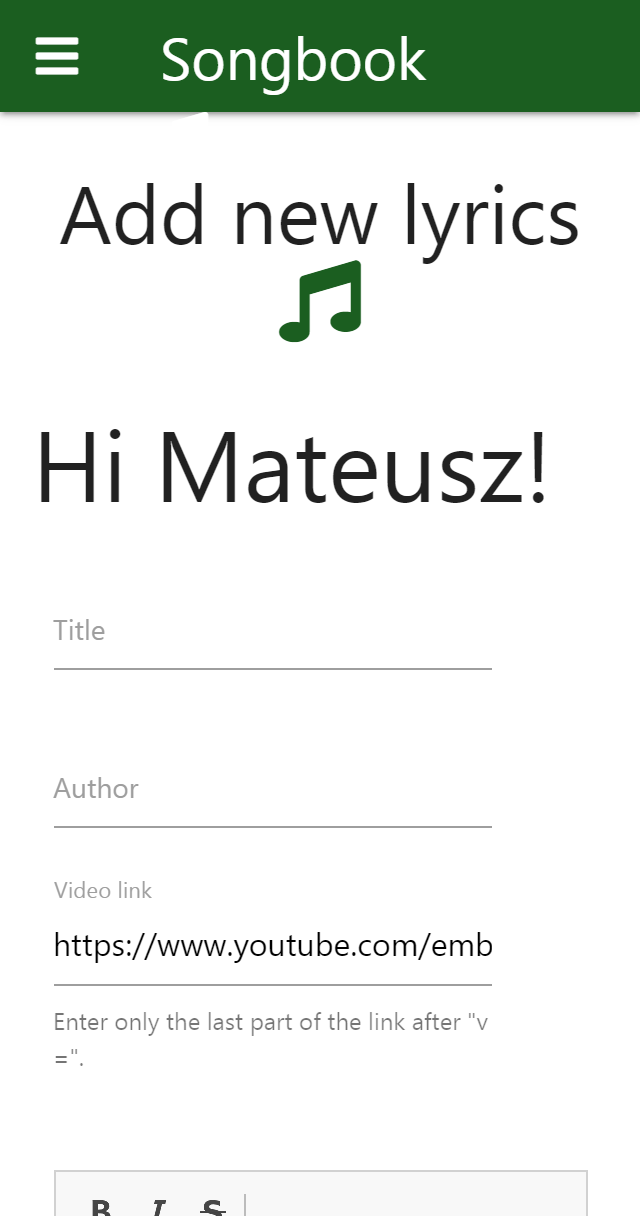 Songbook
Add new lyrics
Hi Mateusz!
Title
Author
Video link
https://www.youtube.com/emb
Enter only the last part of the link after "v
=".
B I S